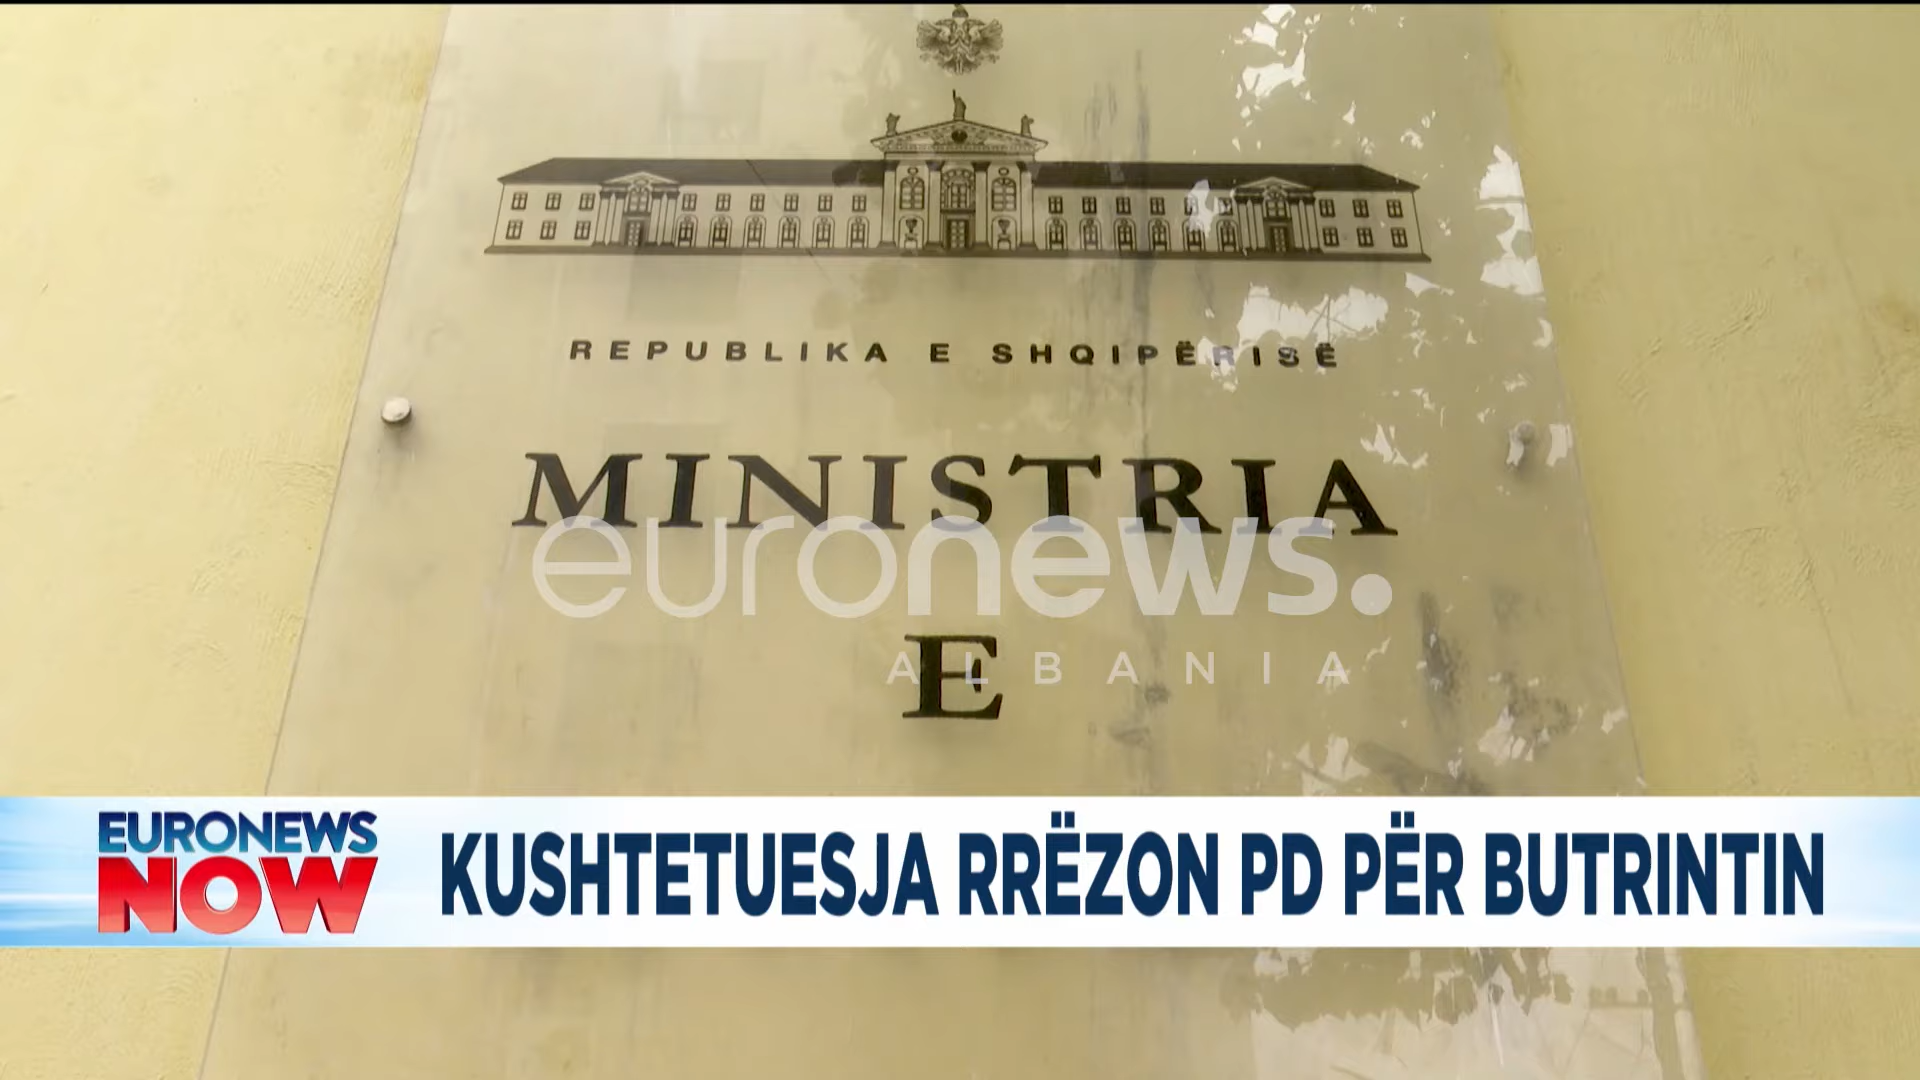 REPUBLIKA E SHQIPËRISË
MINISTRIA
euronews.
E
ALBANIA
EURONEWS
NOW
KUSHTETUESJA RRËZON PD PËR BUTRINTIN